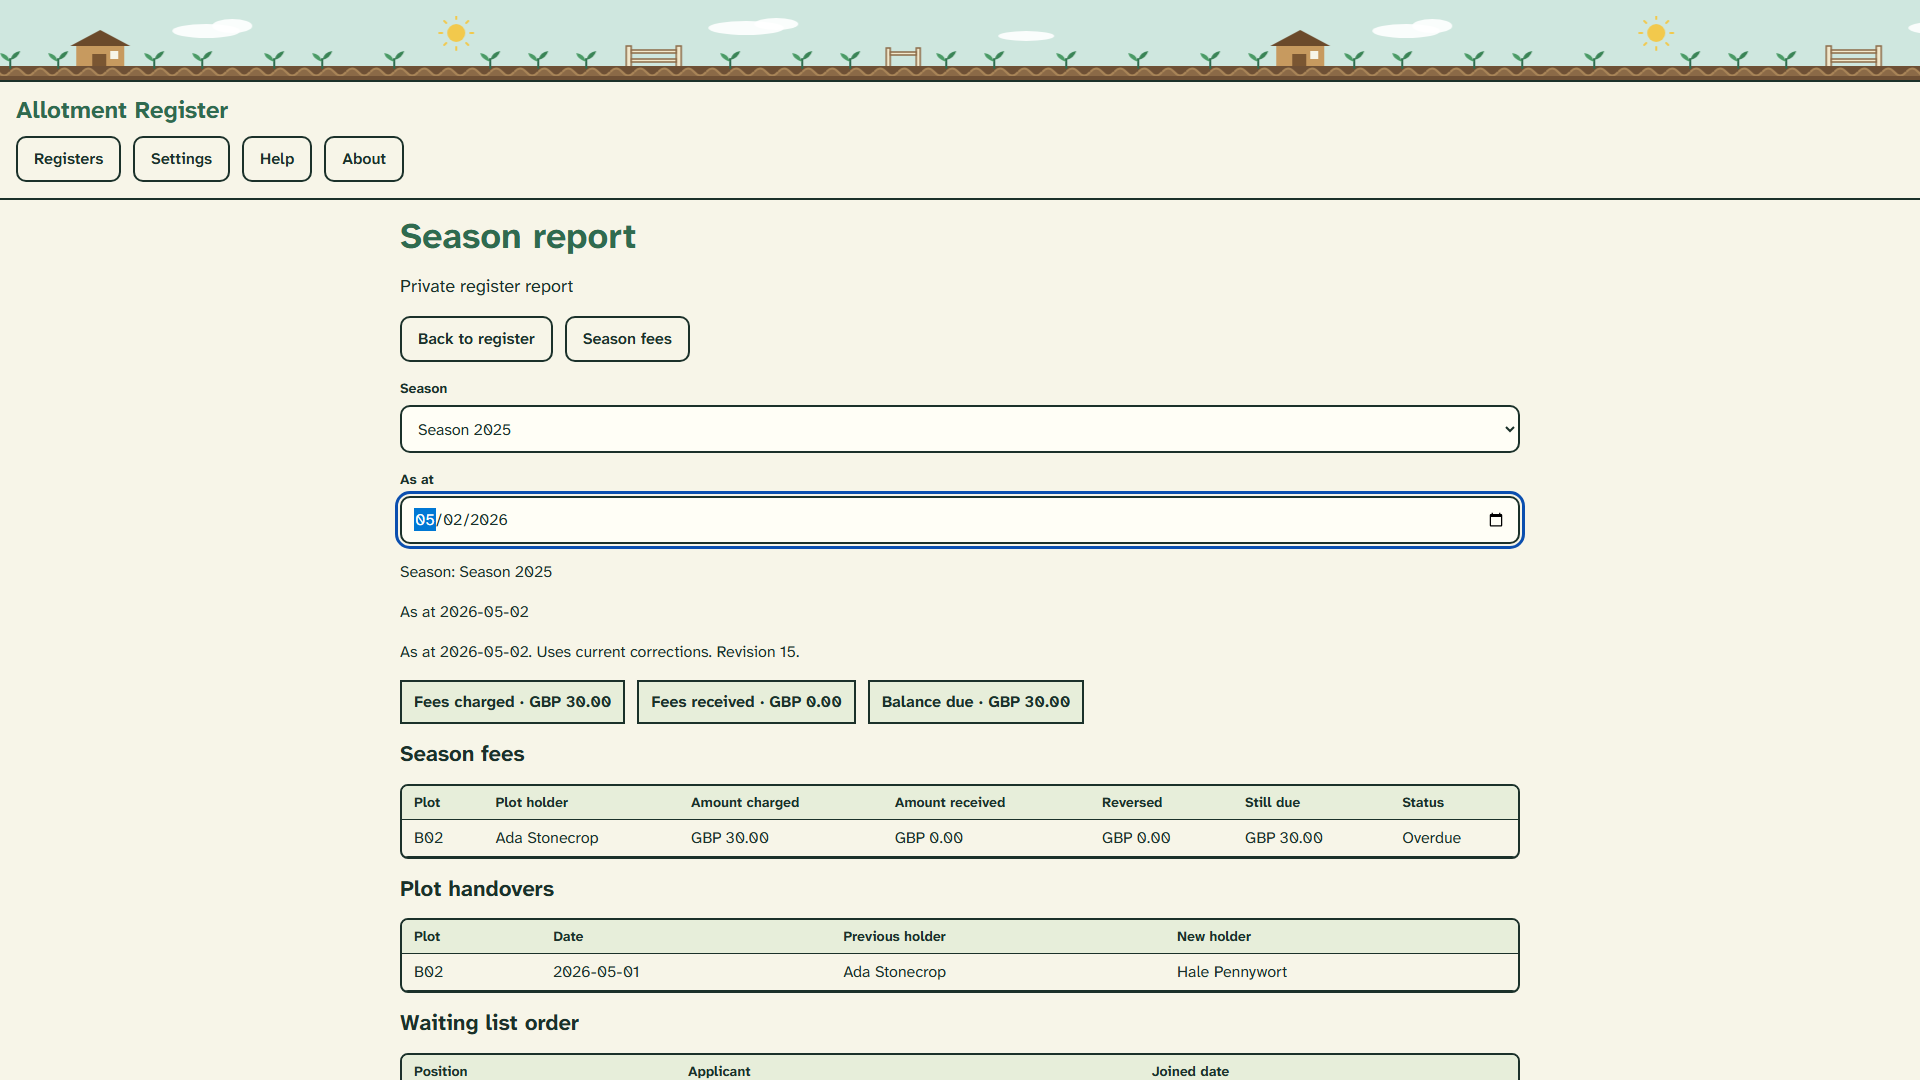 Allotment Register
Registers Settings Help About
Season report
Private register report
Back to register Season fees
Season
Season 2025
As at
05/02/2026
Season: Season 2025
As at 2026-05-02
As at 2026-05-02. Uses current corrections. Revision 15.
Fees charged · GBP 30.00 Fees received · GBP 0.00 Balance due · GBP 30.00
Season fees
Plot Plot holder Amount charged Amount received Reversed Still due Status
B02 Ada Stonecrop GBP 30.00 GBP 0.00 GBP 0.00 GBP 30.00 Overdue
Plot handovers
Plot Date Previous holder New holder
B02 2026-05-01 Ada Stonecrop Hale Pennywort
Waiting list order
Position Applicant Joined date